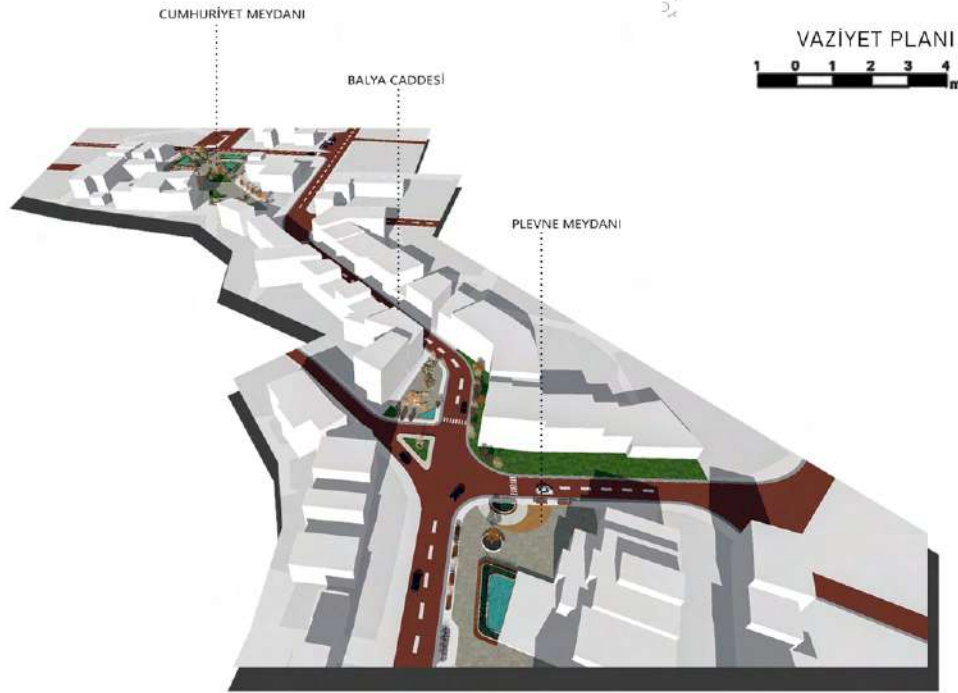 CUMHURİYET MEYDANI
VAZİYET PLANI
1 0 1 2 3 4
m
BALYA CADDESİ
PLEVNE MEYDANI